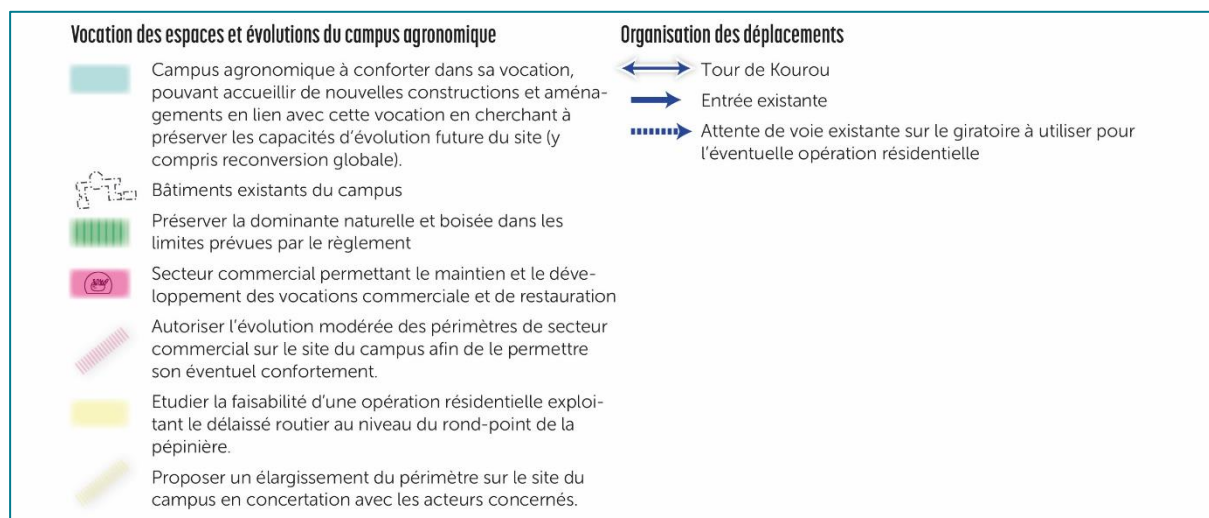 Vocation des espaces et évolutions du campus agronomique
Campus agronomique à conforter dans sa vocation,
pouvant accueillir de nouvelles constructions et aména-
gements en lien avec cette vocation en cherchant à
préserver les capacités d'évolution future du site (y
compris reconversion globale).
Bâtiments existants du campus
Préserver la dominante naturelle et boisée dans les
limites prévues par le règlement
Secteur commercial permettant le maintien et le déve-
loppement des vocations commerciale et de restauration
Autoriser l'évolution modérée des périmètres de secteur
commercial sur le site du campus afin de le permettre
son éventuel confortement.
Etudier la faisabilité d'une opération résidentielle exploi-
tant le délaissé routier au niveau du rond-point de la
pépinière.
Proposer un élargissement du périmètre sur le site du
campus en concertation avec les acteurs concernés.
Organisation des déplacements
Tour de Kourou
Entrée existante
Attente de voie existante sur le giratoire à utiliser pour
l'éventuelle opération résidentielle